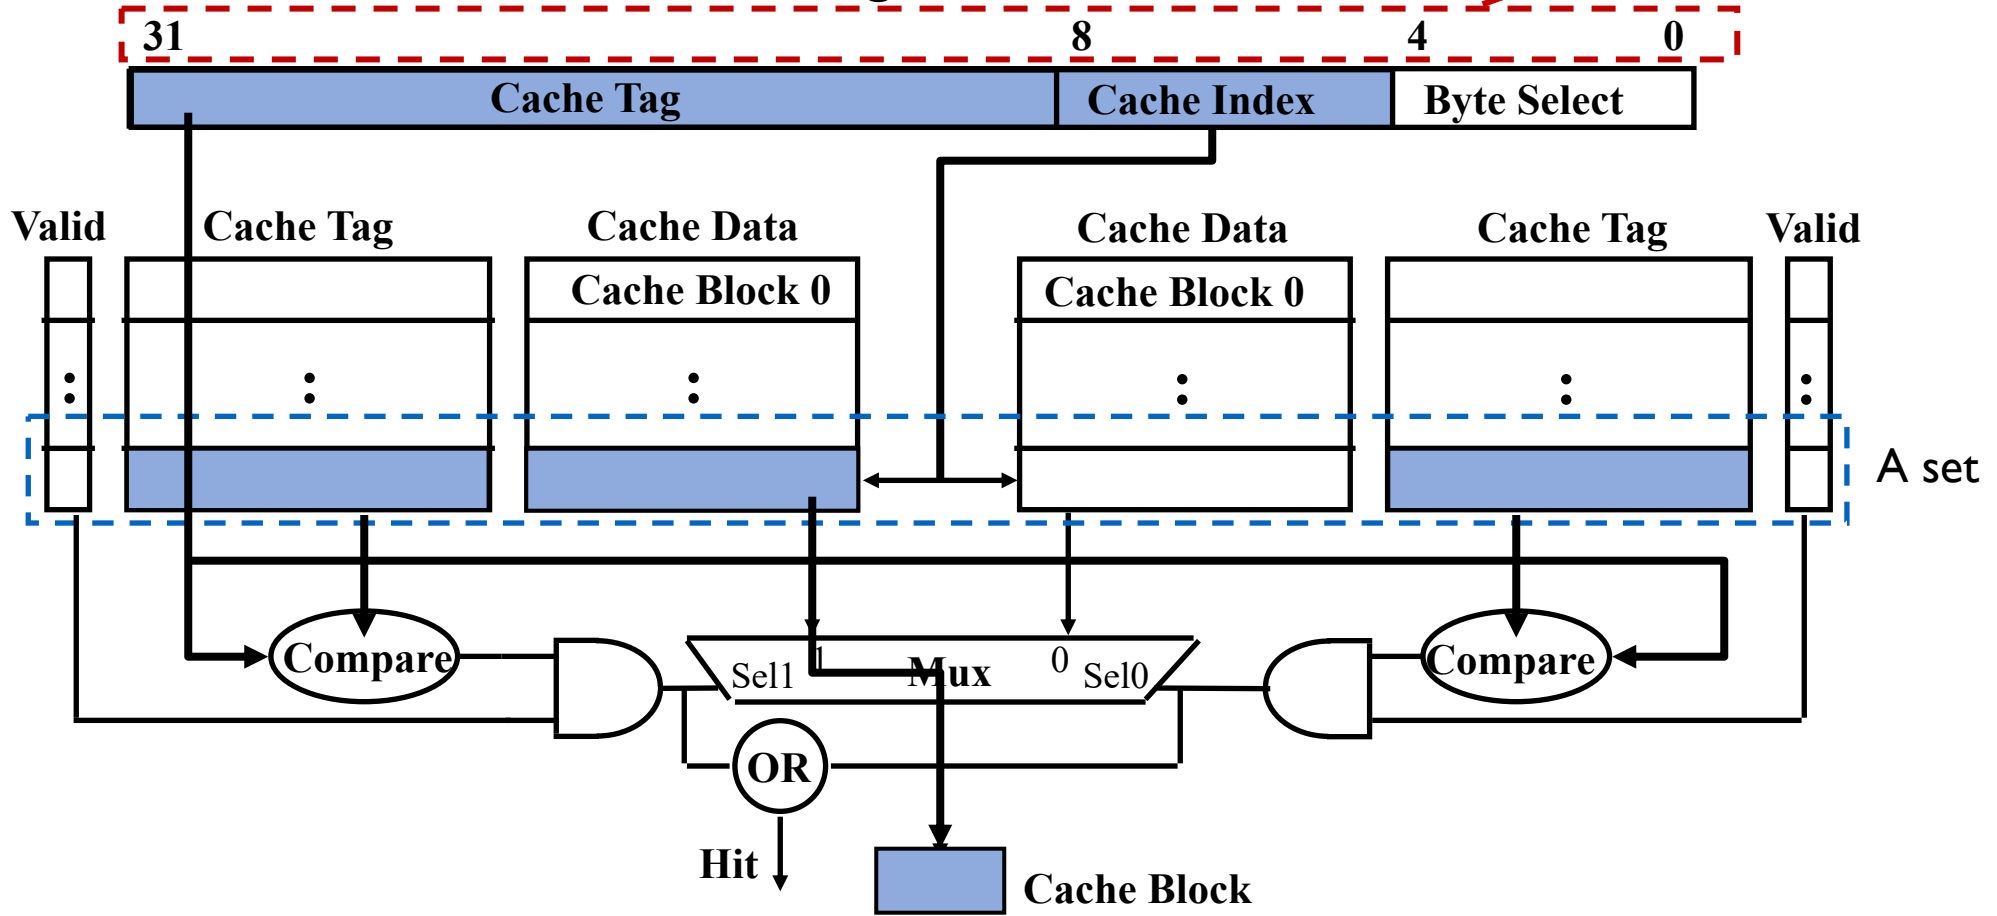 31 8 4 0
Cache Tag Cache Index Byte Select
Valid Cache Tag Cache Data Cache Data Cache Tag Valid
Cache Block 0 Cache Block 0
A set
Compare Sel1 1 Mux 0 Sel0 Compare
OR
Hit
Cache Block